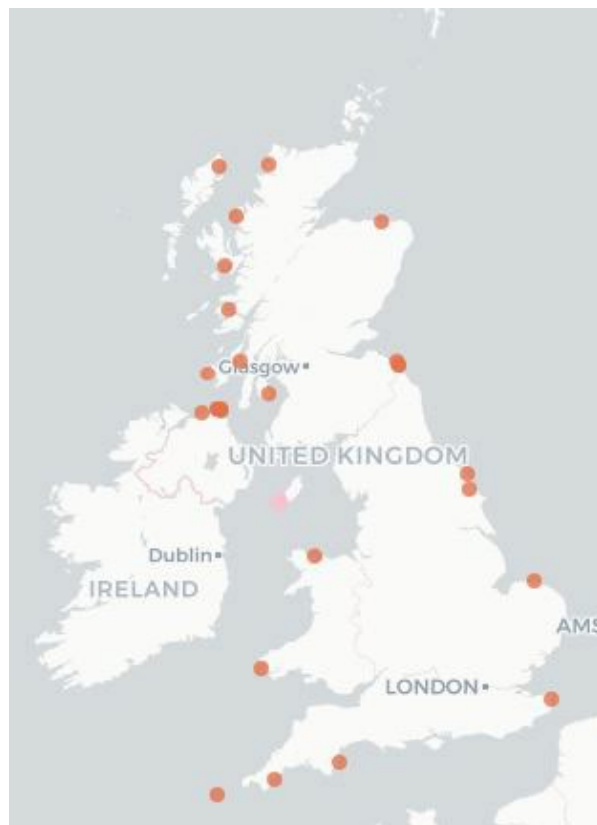 Glasgow
UNITED KINGDOM
Dublin
IRELAND
AMS
LONDON